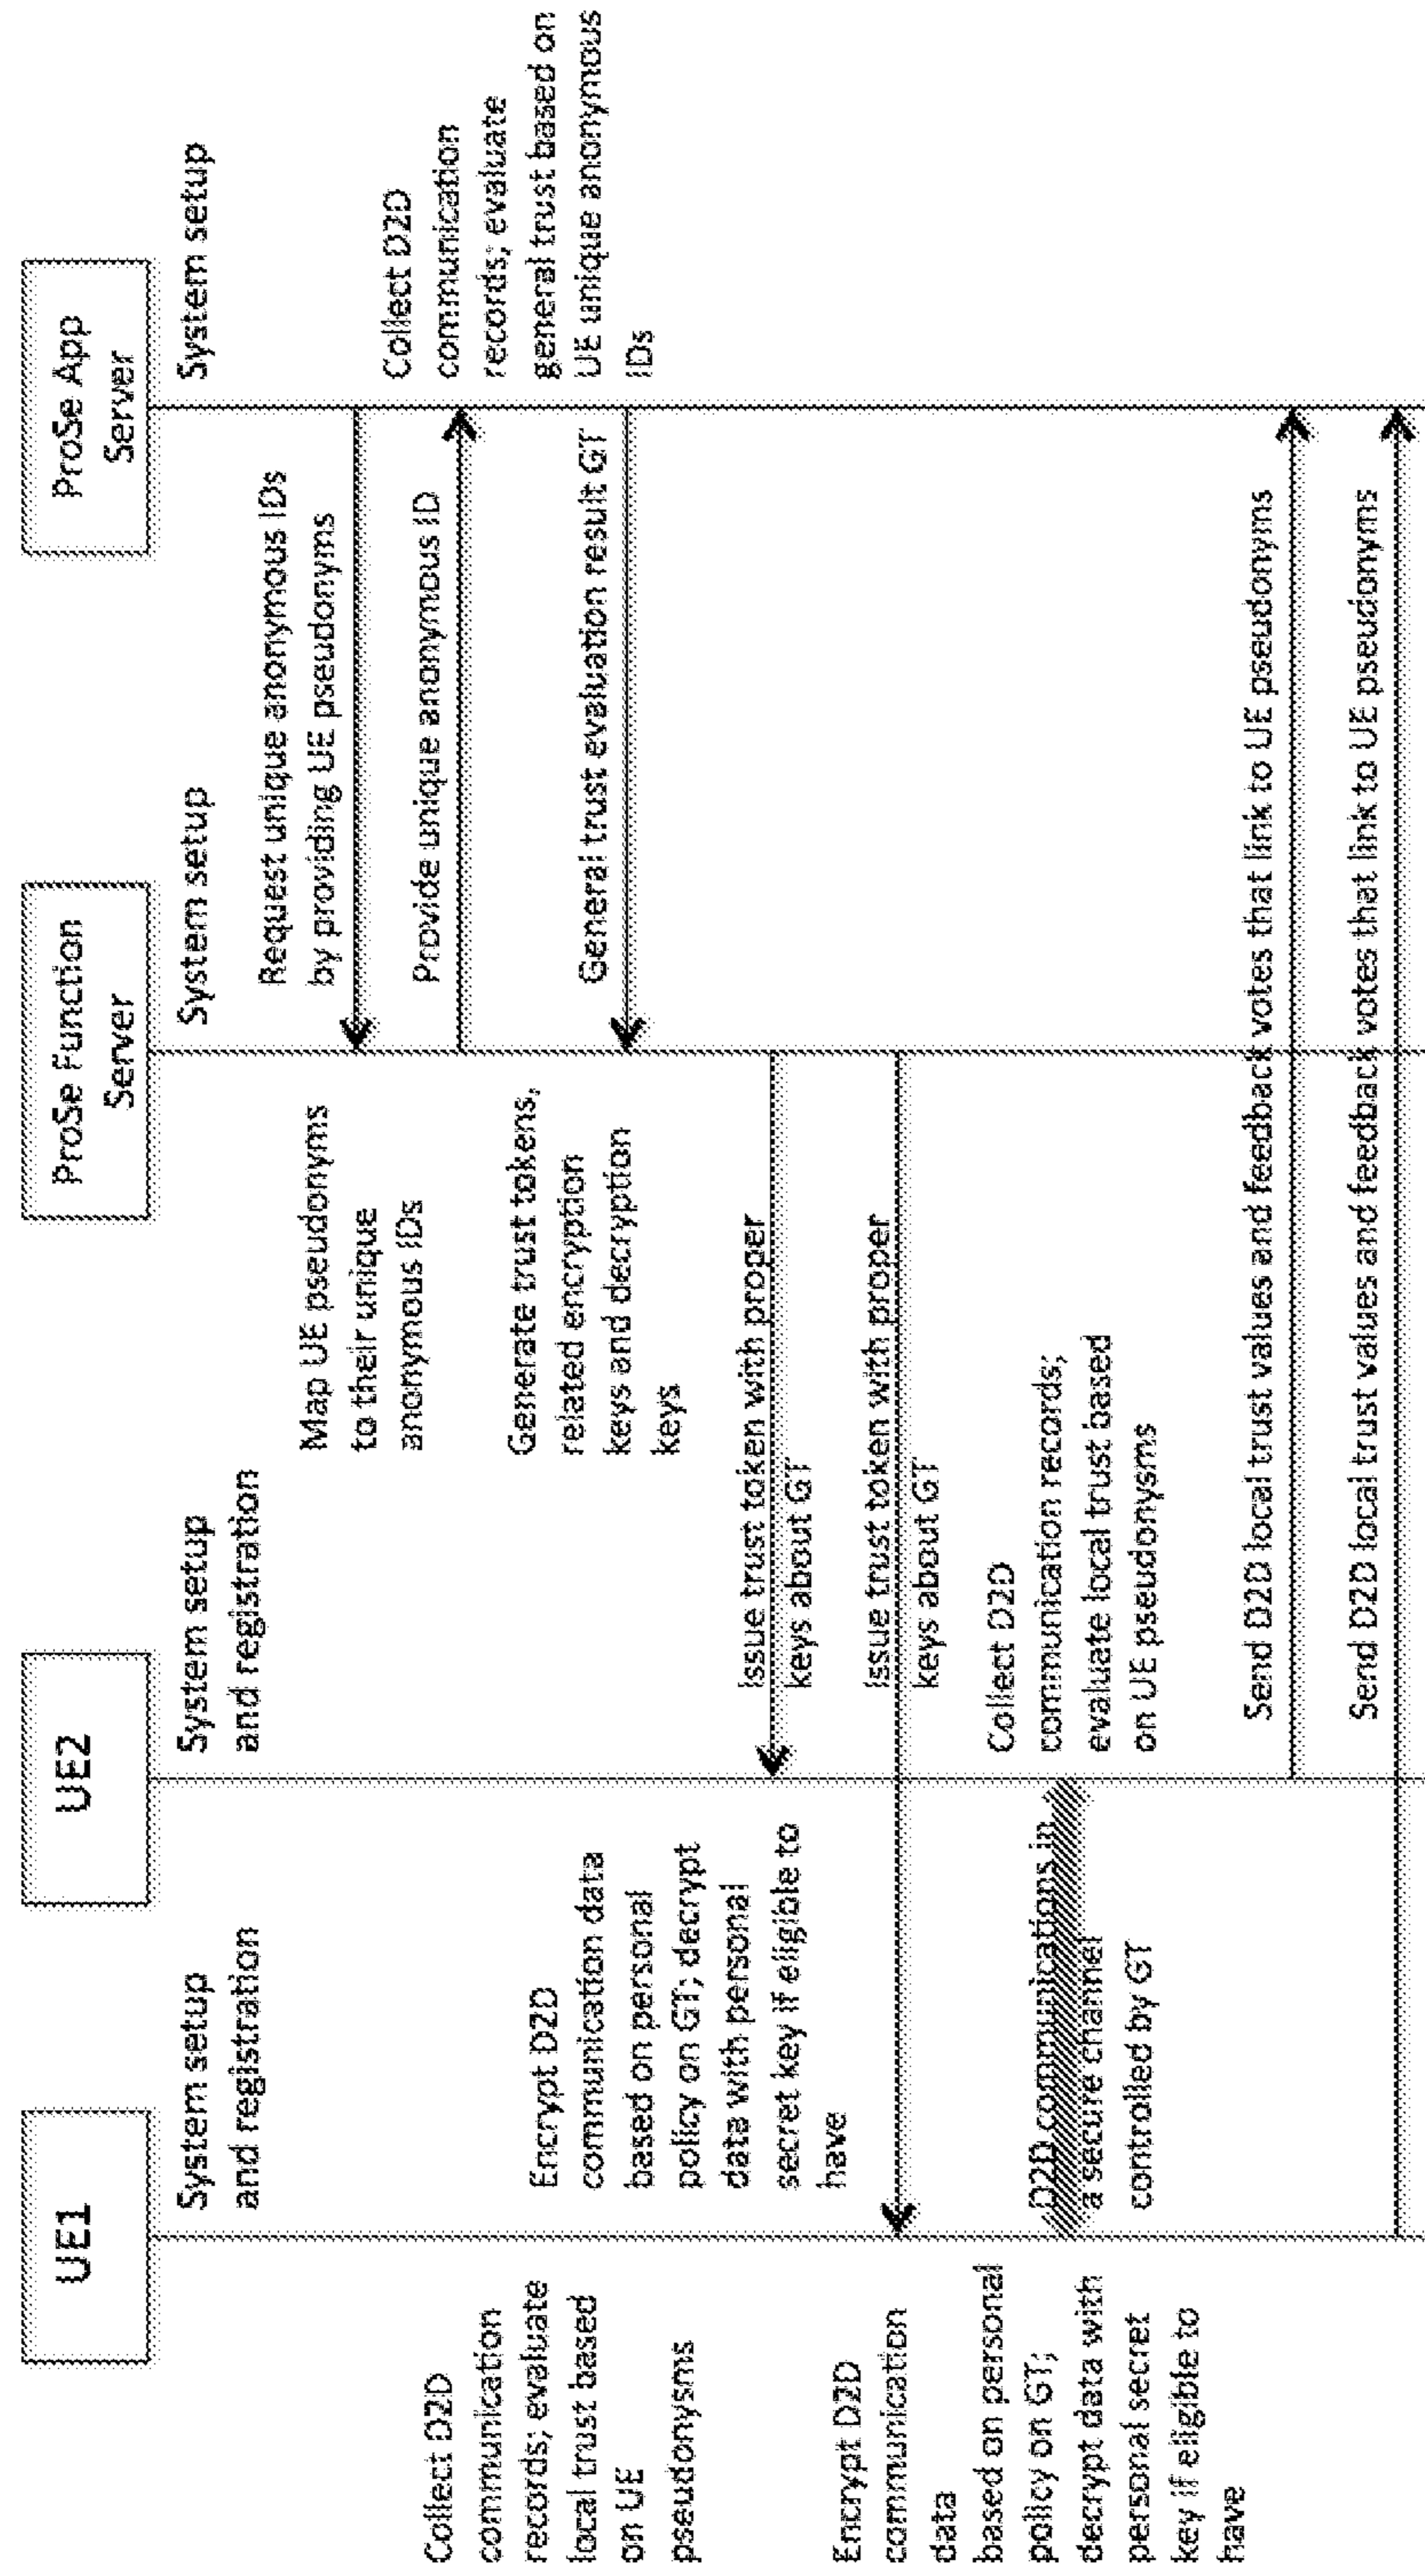 UE1
UE2
ProSe Function
Server
ProSe App
Server
System setup
and registration
System setup
and registration
System setup
System setup
Request unique anonymous IDs
by providing UE pseudonyms
Map UE pseudonyms
to their unique
anonymous IDs
Provide unique anonymous ID
Collect D2D
communication
records; evaluate
general trust based on
UE unique anonymous
IDs
Collect D2D
communication
records; evaluate
local trust based
on UE
pseudonysms
General trust evaluation result GT
Generate trust tokens,
related encryption
keys and decryption
keys
Encrypt D2D
communication data
based on personal
policy on GT; decrypt
data with personal
secret key if eligible to
have
Issue trust token with proper
keys about GT
Issue trust token with proper
keys about GT
Encrypt D2D
communication
data
based on personal
policy on GT;
decrypt data with
personal secret
key if eligible to
have
D2D communications in
a secure channel
controlled by GT
Collect D2D
communication records;
evaluate local trust based
on UE pseudonysms
Send D2D local trust values and feedback votes that link to UE pseudonyms
Send D2D local trust values and feedback votes that link to UE pseudonyms